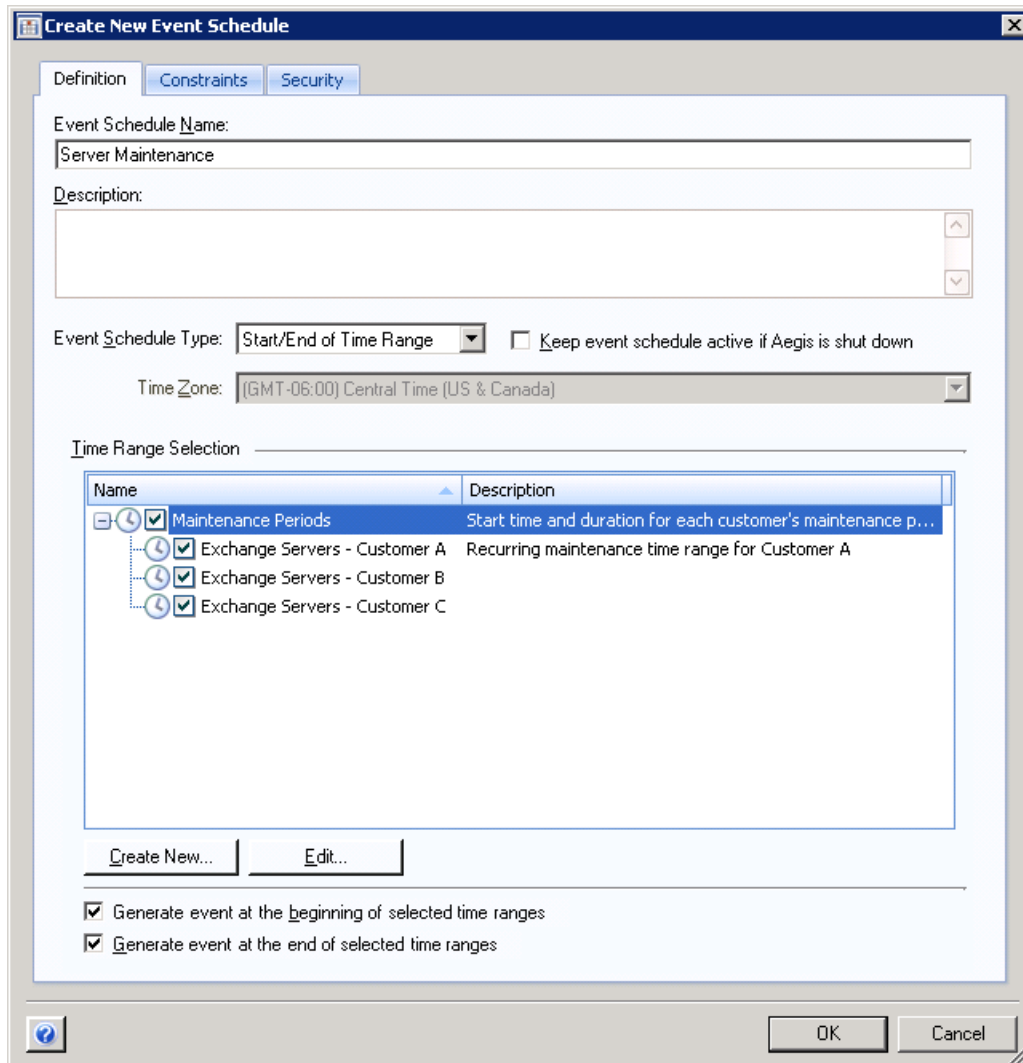 Create New Event Schedule
Definition Constraints Security
Event Schedule Name:
Server Maintenance
Description:
Event Schedule Type: Start/End of Time Range Keep event schedule active if Aegis is shut down
Time Zone: (GMT-06:00) Central Time (US & Canada)
Time Range Selection
Name Description
Maintenance Periods Start time and duration for each customer's maintenance p...
Exchange Servers - Customer A Recurring maintenance time range for Customer A
Exchange Servers - Customer B
Exchange Servers - Customer C
Create New... Edit...
Generate event at the beginning of selected time ranges
Generate event at the end of selected time ranges
? OK Cancel